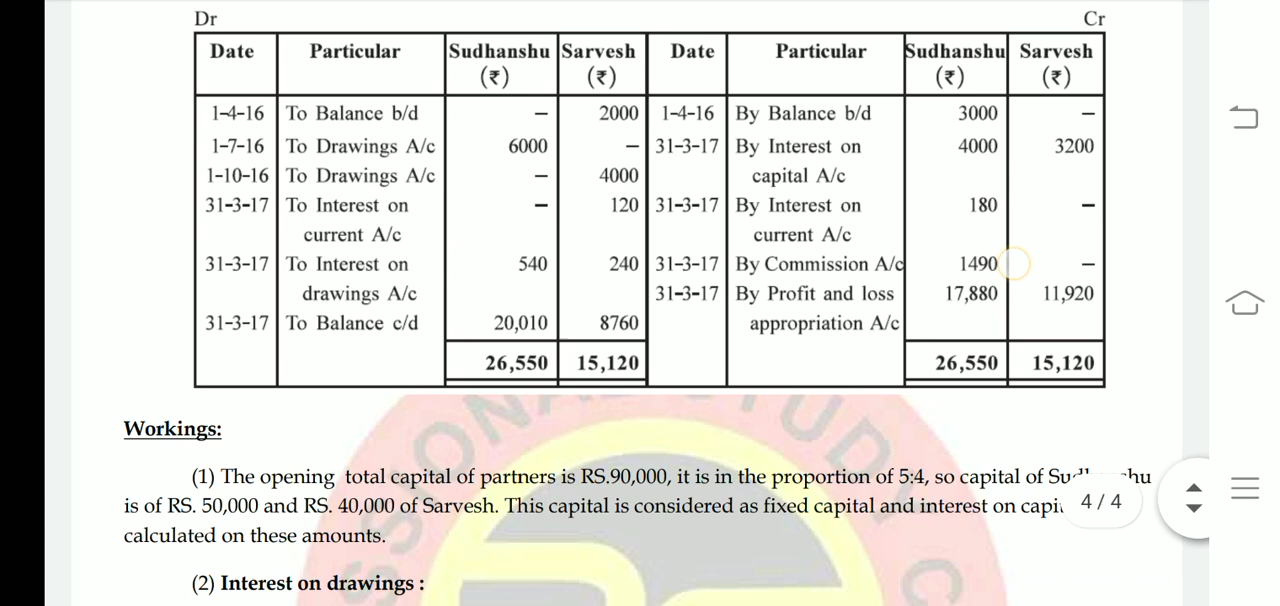 Dr Cr
Date Particular Sudhanshu Sarvesh Date Particular Sudhanshu Sarvesh
(₹) (₹) (₹) (₹)
1-4-16 To Balance b/d – 2000 1-4-16 By Balance b/d 3000 –
1-7-16 To Drawings A/c 6000 – 31-3-17 By Interest on 4000 3200
1-10-16 To Drawings A/c – 4000 capital A/c
31-3-17 To Interest on – 120 31-3-17 By Interest on 180 –
current A/c current A/c
31-3-17 To Interest on 540 240 31-3-17 By Commission A/c 1490 –
drawings A/c 31-3-17 By Profit and loss 17,880 11,920
31-3-17 To Balance c/d 20,010 8760 appropriation A/c
26,550 15,120 26,550 15,120
Workings:
(1) The opening total capital of partners is RS.90,000, it is in the proportion of 5:4, so capital of
is of RS. 50,000 and RS. 40,000 of Sarvesh. This capital is considered as fixed capital and interest on
4 / 4
calculated on these amounts.
(2) Interest on drawings :